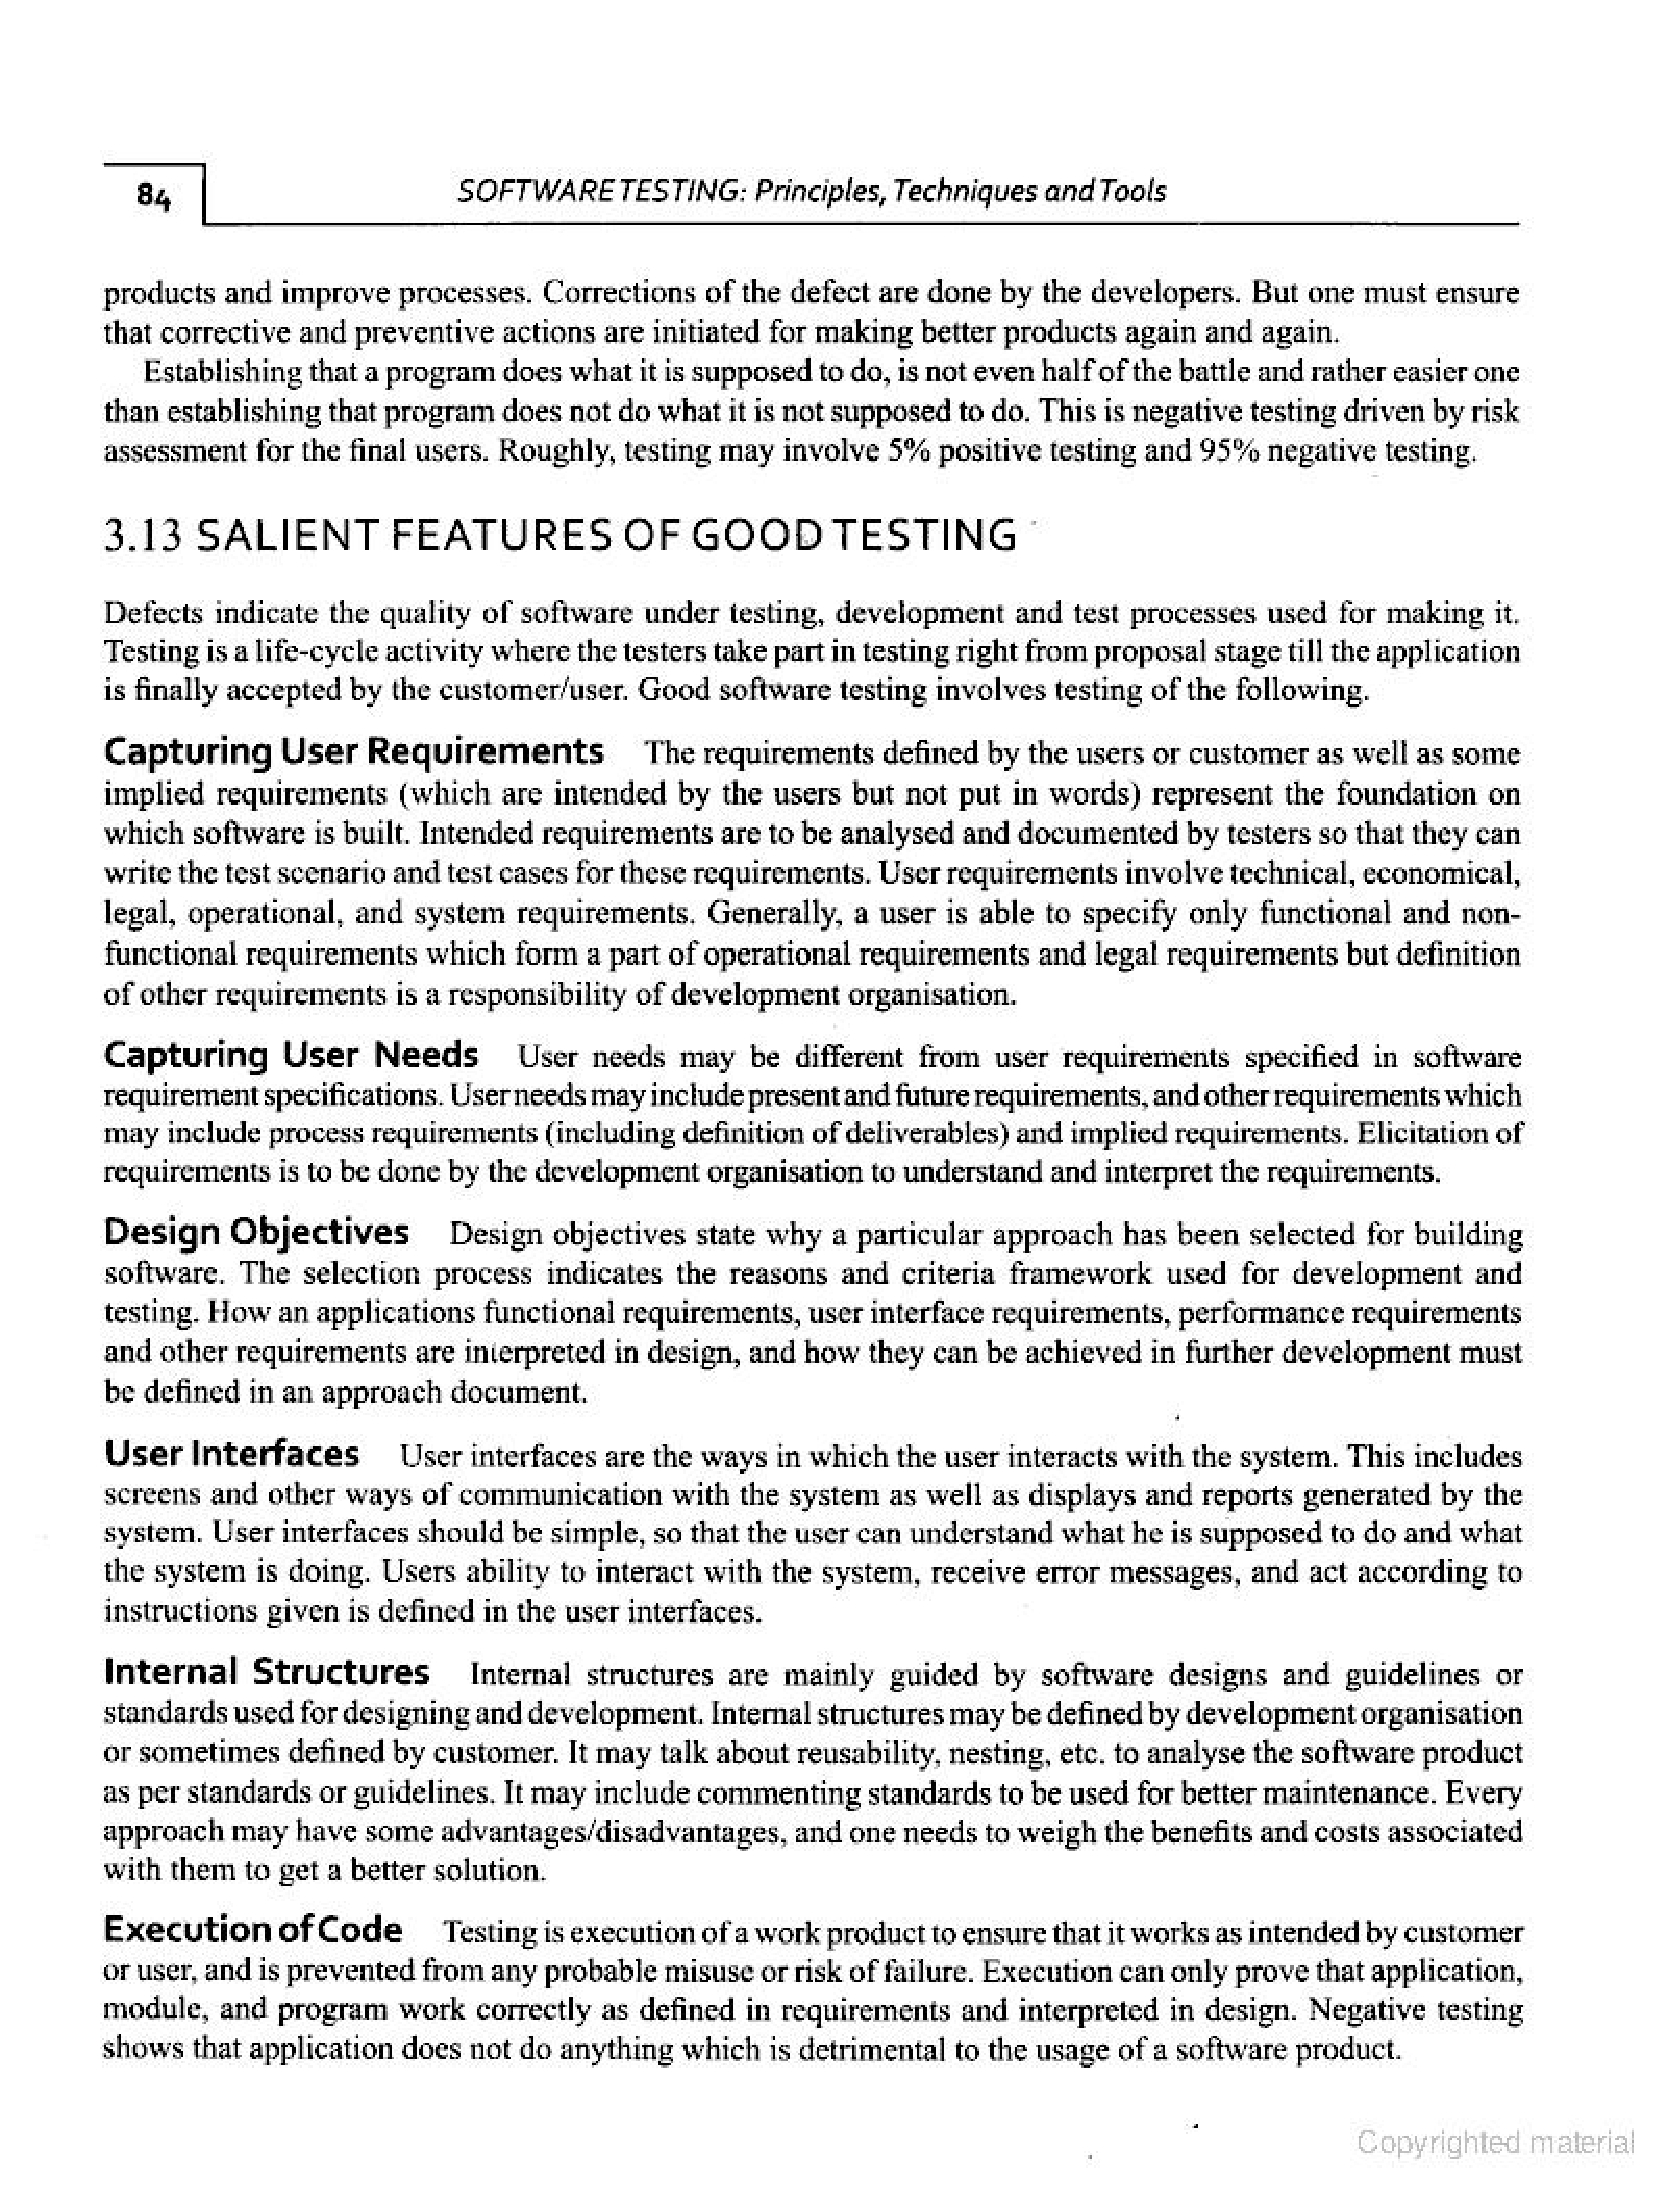 84
SOFTWARE TESTING: Principles, Techniques and Tools
products and improve processes. Corrections of the defect are done by the developers. But one must ensure
that corrective and preventive actions are initiated for making better products again and again.
Establishing that a program does what it is supposed to do, is not even half of the battle and rather easier one
than establishing that program does not do what it is not supposed to do. This is negative testing driven by risk
assessment for the final users. Roughly, testing may involve 5% positive testing and 95% negative testing.
3.13 SALIENT FEATURES OF GOOD TESTING
Defects indicate the quality of software under testing, development and test processes used for making it.
Testing is a life-cycle activity where the testers take part in testing right from proposal stage till the application
is finally accepted by the customer/user. Good software testing involves testing of the following.
Capturing User Requirements The requirements defined by the users or customer as well as some
implied requirements (which are intended by the users but not put in words) represent the foundation on
which software is built. Intended requirements are to be analysed and documented by testers so that they can
write the test scenario and test cases for these requirements. User requirements involve technical, economical,
legal, operational, and system requirements. Generally, a user is able to specify only functional and non-
functional requirements which form a part of operational requirements and legal requirements but definition
of other requirements is a responsibility of development organisation.
Capturing User Needs User needs may be different from user requirements specified in software
requirement specifications. User needs may include present and future requirements, and other requirements which
may include process requirements (including definition of deliverables) and implied requirements. Elicitation of
requirements is to be done by the development organisation to understand and interpret the requirements.
Design Objectives Design objectives state why a particular approach has been selected for building
software. The selection process indicates the reasons and criteria framework used for development and
testing. How an applications functional requirements, user interface requirements, performance requirements
and other requirements are interpreted in design, and how they can be achieved in further development must
be defined in an approach document.
User Interfaces User interfaces are the ways in which the user interacts with the system. This includes
screens and other ways of communication with the system as well as displays and reports generated by the
system. User interfaces should be simple, so that the user can understand what he is supposed to do and what
the system is doing. Users ability to interact with the system, receive error messages, and act according to
instructions given is defined in the user interfaces.
Internal Structures Internal structures are mainly guided by software designs and guidelines or
standards used for designing and development. Internal structures may be defined by development organisation
or sometimes defined by customer. It may talk about reusability, nesting, etc. to analyse the software product
as per standards or guidelines. It may include commenting standards to be used for better maintenance. Every
approach may have some advantages/disadvantages, and one needs to weigh the benefits and costs associated
with them to get a better solution.
Execution of Code Testing is execution of a work product to ensure that it works as intended by customer
or user, and is prevented from any probable misuse or risk of failure. Execution can only prove that application,
module, and program work correctly as defined in requirements and interpreted in design. Negative testing
shows that application does not do anything which is detrimental to the usage of a software product.
Copyrighted material